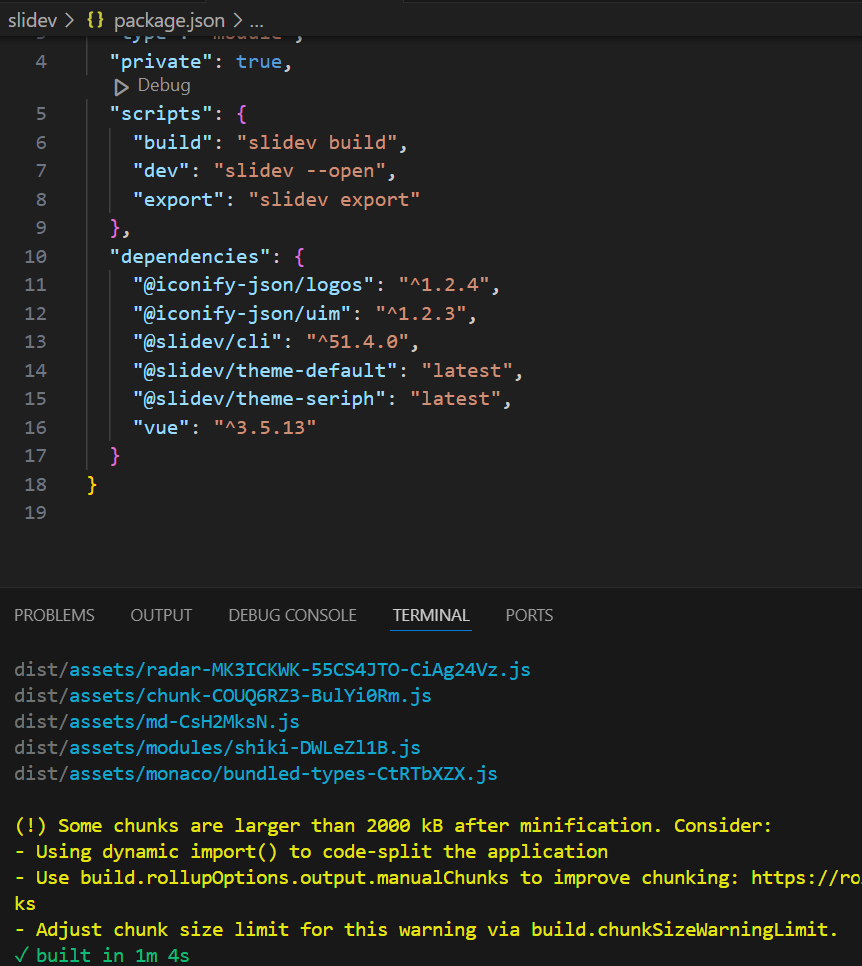 slidev > {} package.json > ...
3 "type": "module",
4 "private": true,
Debug
5 "scripts": {
6 "build": "slidev build",
7 "dev": "slidev --open",
8 "export": "slidev export"
9 },
10 "dependencies": {
11 "@iconify-json/logos": "^1.2.4",
12 "@iconify-json/uim": "^1.2.3",
13 "@slidev/cli": "^51.4.0",
14 "@slidev/theme-default": "latest",
15 "@slidev/theme-seriph": "latest",
16 "vue": "^3.5.13"
17 }
18 }
19
PROBLEMS OUTPUT DEBUG CONSOLE TERMINAL PORTS
dist/assets/radar-MK3ICKWK-55CS4JTO-CiAg24Vz.js
dist/assets/chunk-COUQ6RZ3-BulYi0Rm.js
dist/assets/md-CsH2MksN.js
dist/assets/modules/shiki-DWLeZl1B.js
dist/assets/monaco/bundled-types-CtRTbXZX.js
(!) Some chunks are larger than 2000 kB after minification. Consider:
- Using dynamic import() to code-split the application
- Use build.rollupOptions.output.manualChunks to improve chunking: https://ro
ks
- Adjust chunk size limit for this warning via build.chunkSizeWarningLimit.
✓ built in 1m 4s